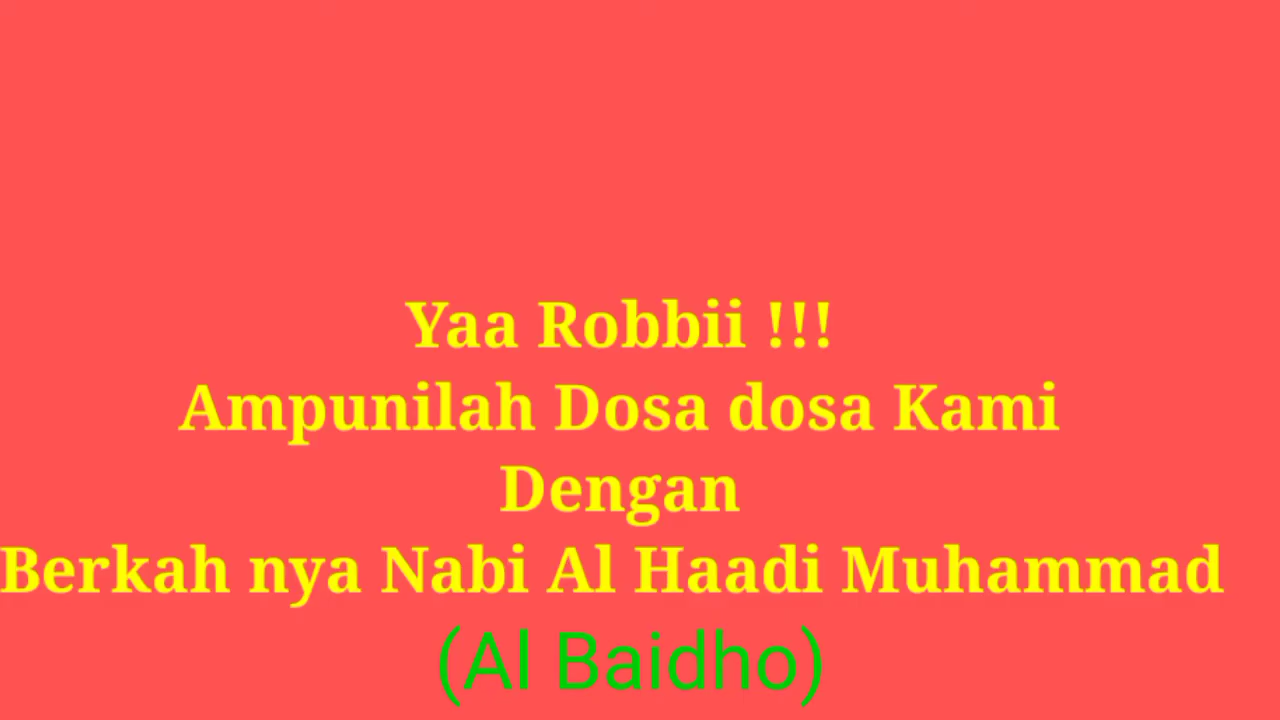 Yaa Robbii !!!
Ampunilah Dosa dosa Kami
Dengan
Berkah nya Nabi Al Haadi Muhammad
(Al Baidho)